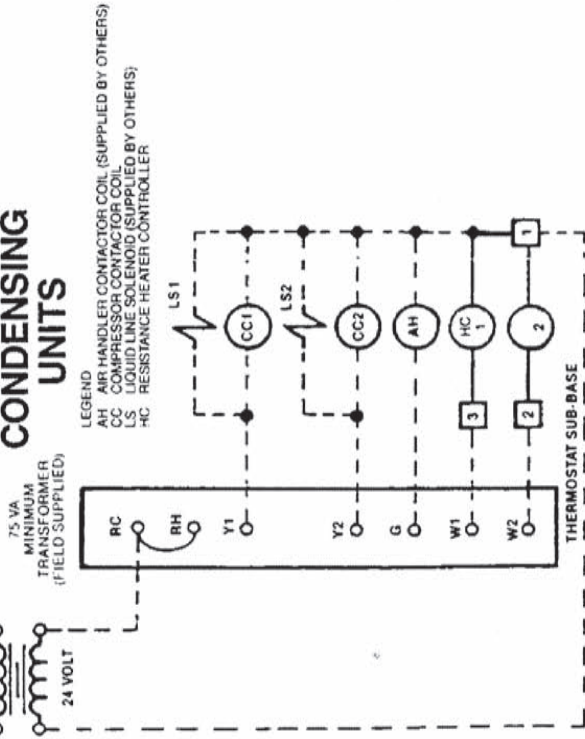 CONDENSING
UNITS
LEGEND
AH AIR HANDLER CONTACTOR COIL (SUPPLIED BY OTHERS)
CC COMPRESSOR CONTACTOR COIL
LS LIQUID LINE SOLENOID (SUPPLIED BY OTHERS)
HC RESISTANCE HEATER CONTROLLER
75 VA
MINIMUM
TRANSFORMER
(FIELD SUPPLIED)
24 VOLT
RC
RH
Y1
Y2
G
W1
W2
LS1
CC1
LS2
CC2
AH
3
HC
1
2
2
1
THERMOSTAT SUB-BASE